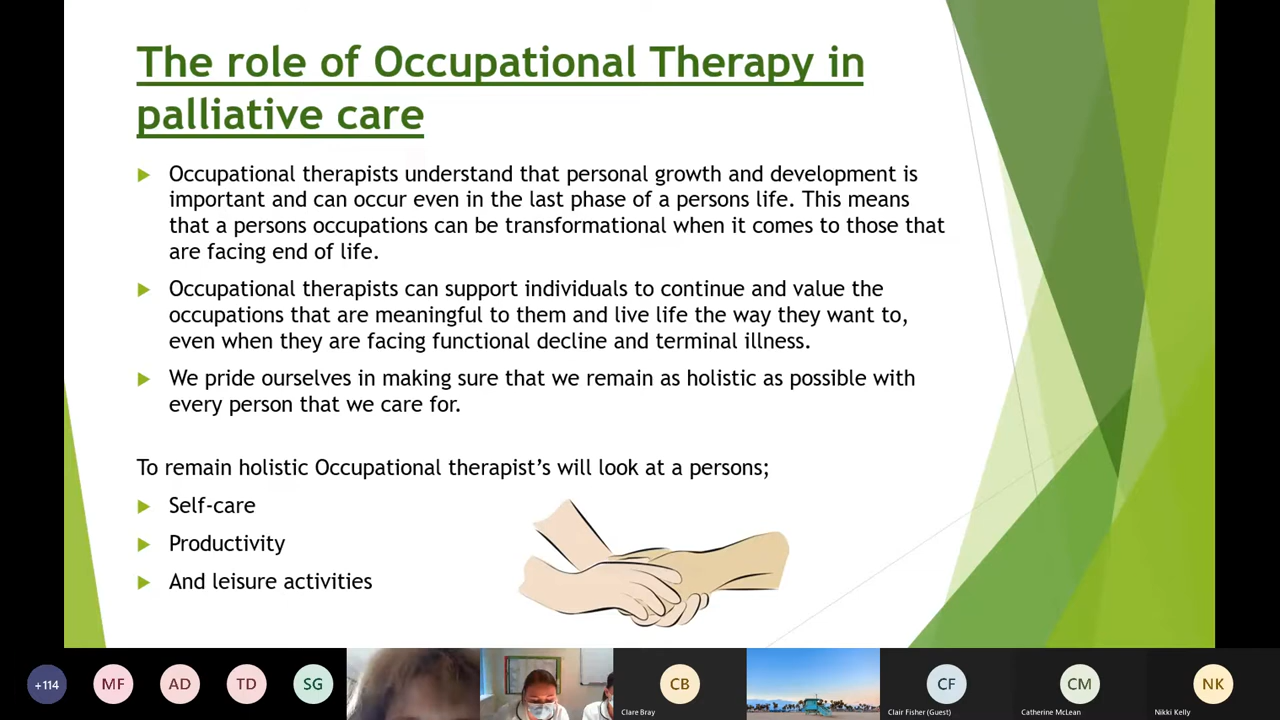 The role of Occupational Therapy in
palliative care
Occupational therapists understand that personal growth and development is
important and can occur even in the last phase of a persons life. This means
that a persons occupations can be transformational when it comes to those that
are facing end of life.
Occupational therapists can support individuals to continue and value the
occupations that are meaningful to them and live life the way they want to,
even when they are facing functional decline and terminal illness.
We pride ourselves in making sure that we remain as holistic as possible with
every person that we care for.
To remain holistic Occupational therapist’s will look at a persons;
Self-care
Productivity
And leisure activities
+114
MF
AD
TD
SG
CB
Clare Bray
CF
Clair Fisher (Guest)
CM
Catherine McLean
NK
Nikki Kelly